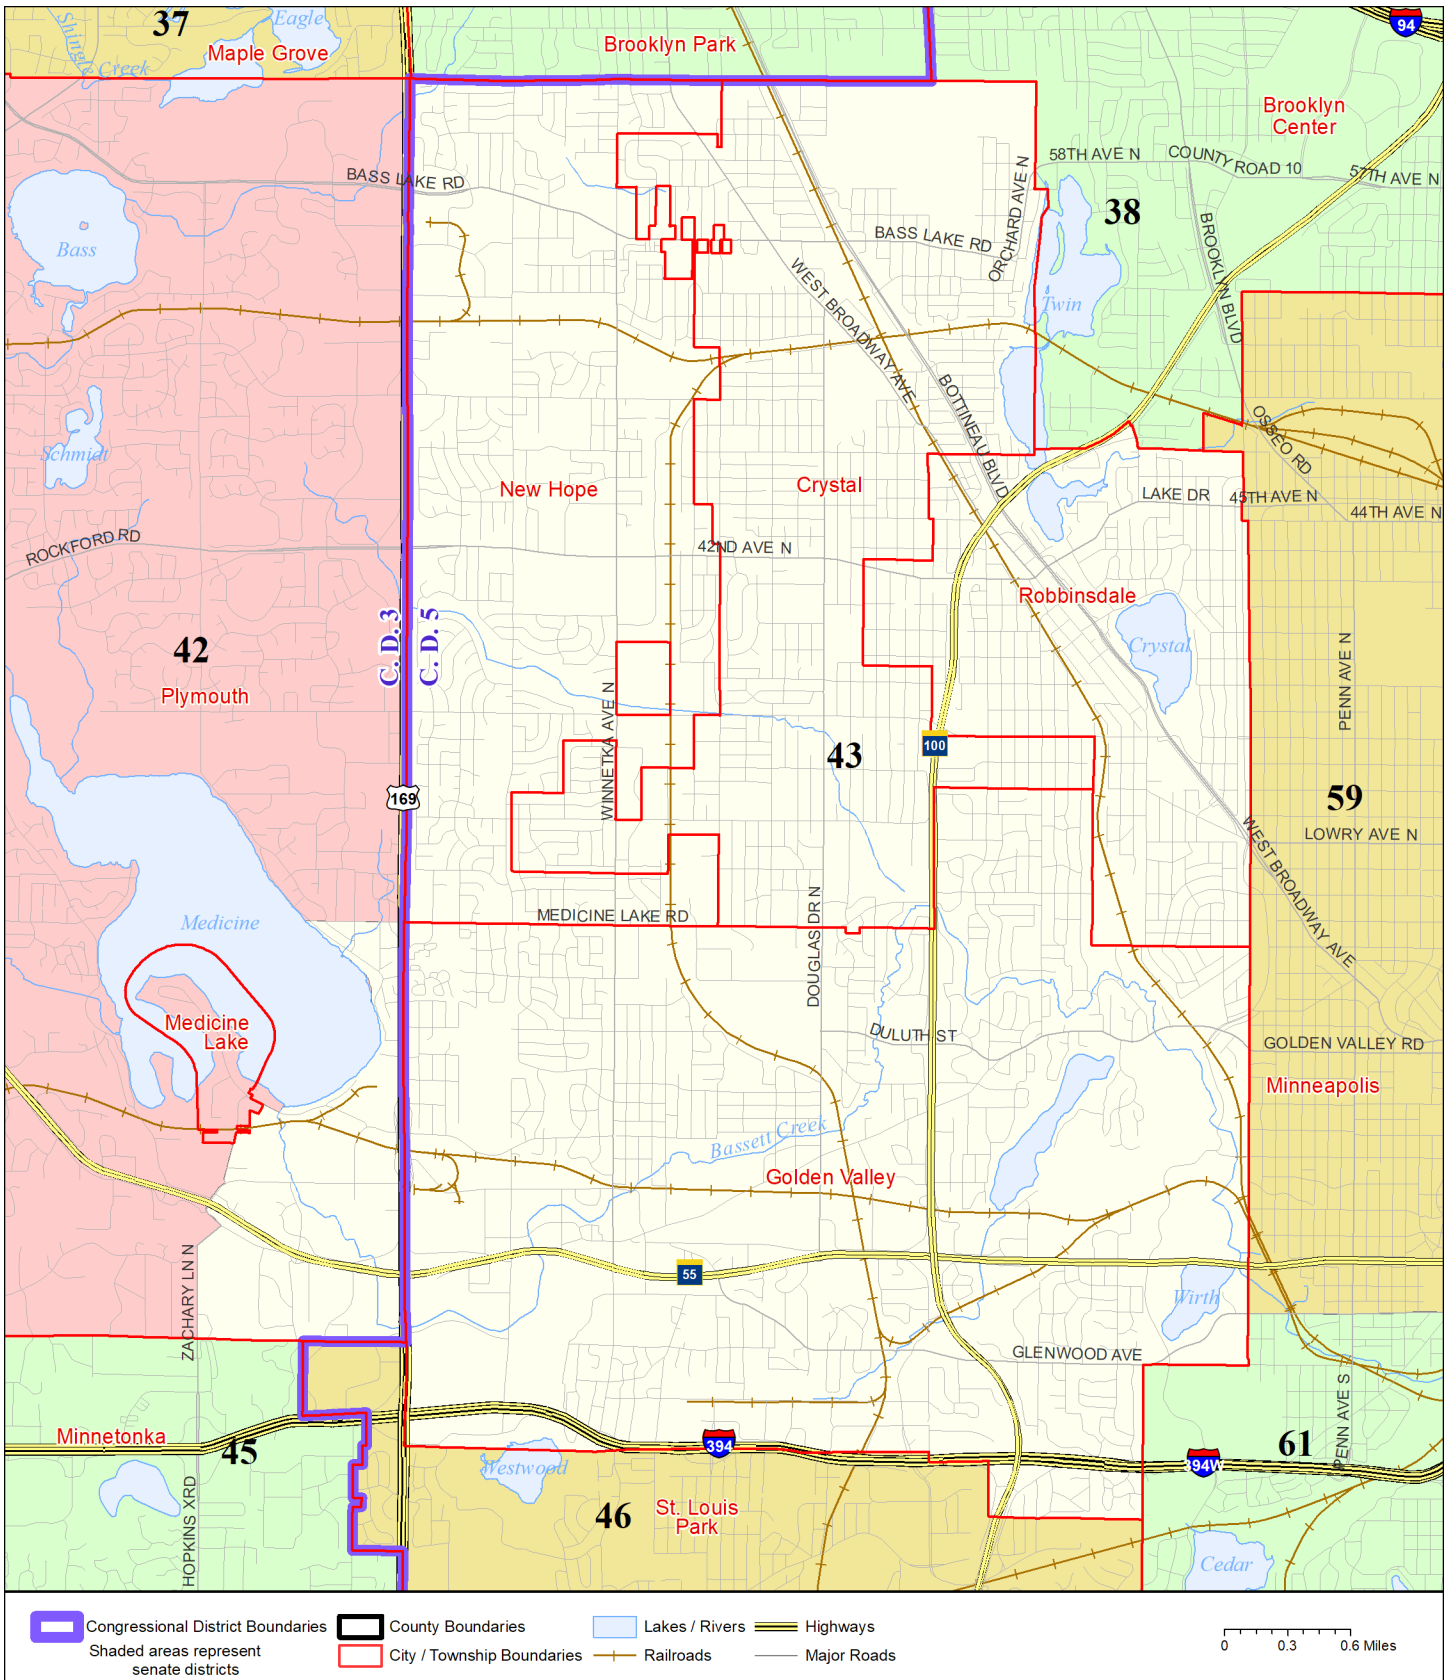 37
Maple Grove
Eagle
Shingle Creek
Brooklyn Park
94
Brooklyn
Center
58TH AVE N
COUNTY ROAD 10
57TH AVE N
BASS LAKE RD
ORCHARD AVE N
38
BROOKLYN BLVD
BASS LAKE RD
Bass
WEST BROADWAY AVE
Twin
BOTTINEAU BLVD
OSSEO RD
Schmidt
New Hope
Crystal
LAKE DR
45TH AVE N
44TH AVE N
ROCKFORD RD
42ND AVE N
Robbinsdale
C. D. 3
C. D. 5
42
Plymouth
Crystal
PENN AVE N
WINNETKA AVE N
43
100
169
59
LOWRY AVE N
WEST BROADWAY AVE
Medicine
MEDICINE LAKE RD
DOUGLAS DR N
Medicine
Lake
DULUTH ST
GOLDEN VALLEY RD
Minneapolis
Bassett Creek
Golden Valley
ZACHARY LN N
55
Wirth
GLENWOOD AVE
PENN AVE S
Minnetonka
45
394
394W
61
Westwood
HOPKINS XRD
46
St. Louis
Park
Cedar
Congressional District Boundaries
County Boundaries
Lakes / Rivers
Highways
Shaded areas represent
senate districts
City / Township Boundaries
Railroads
Major Roads
0 0.3 0.6 Miles